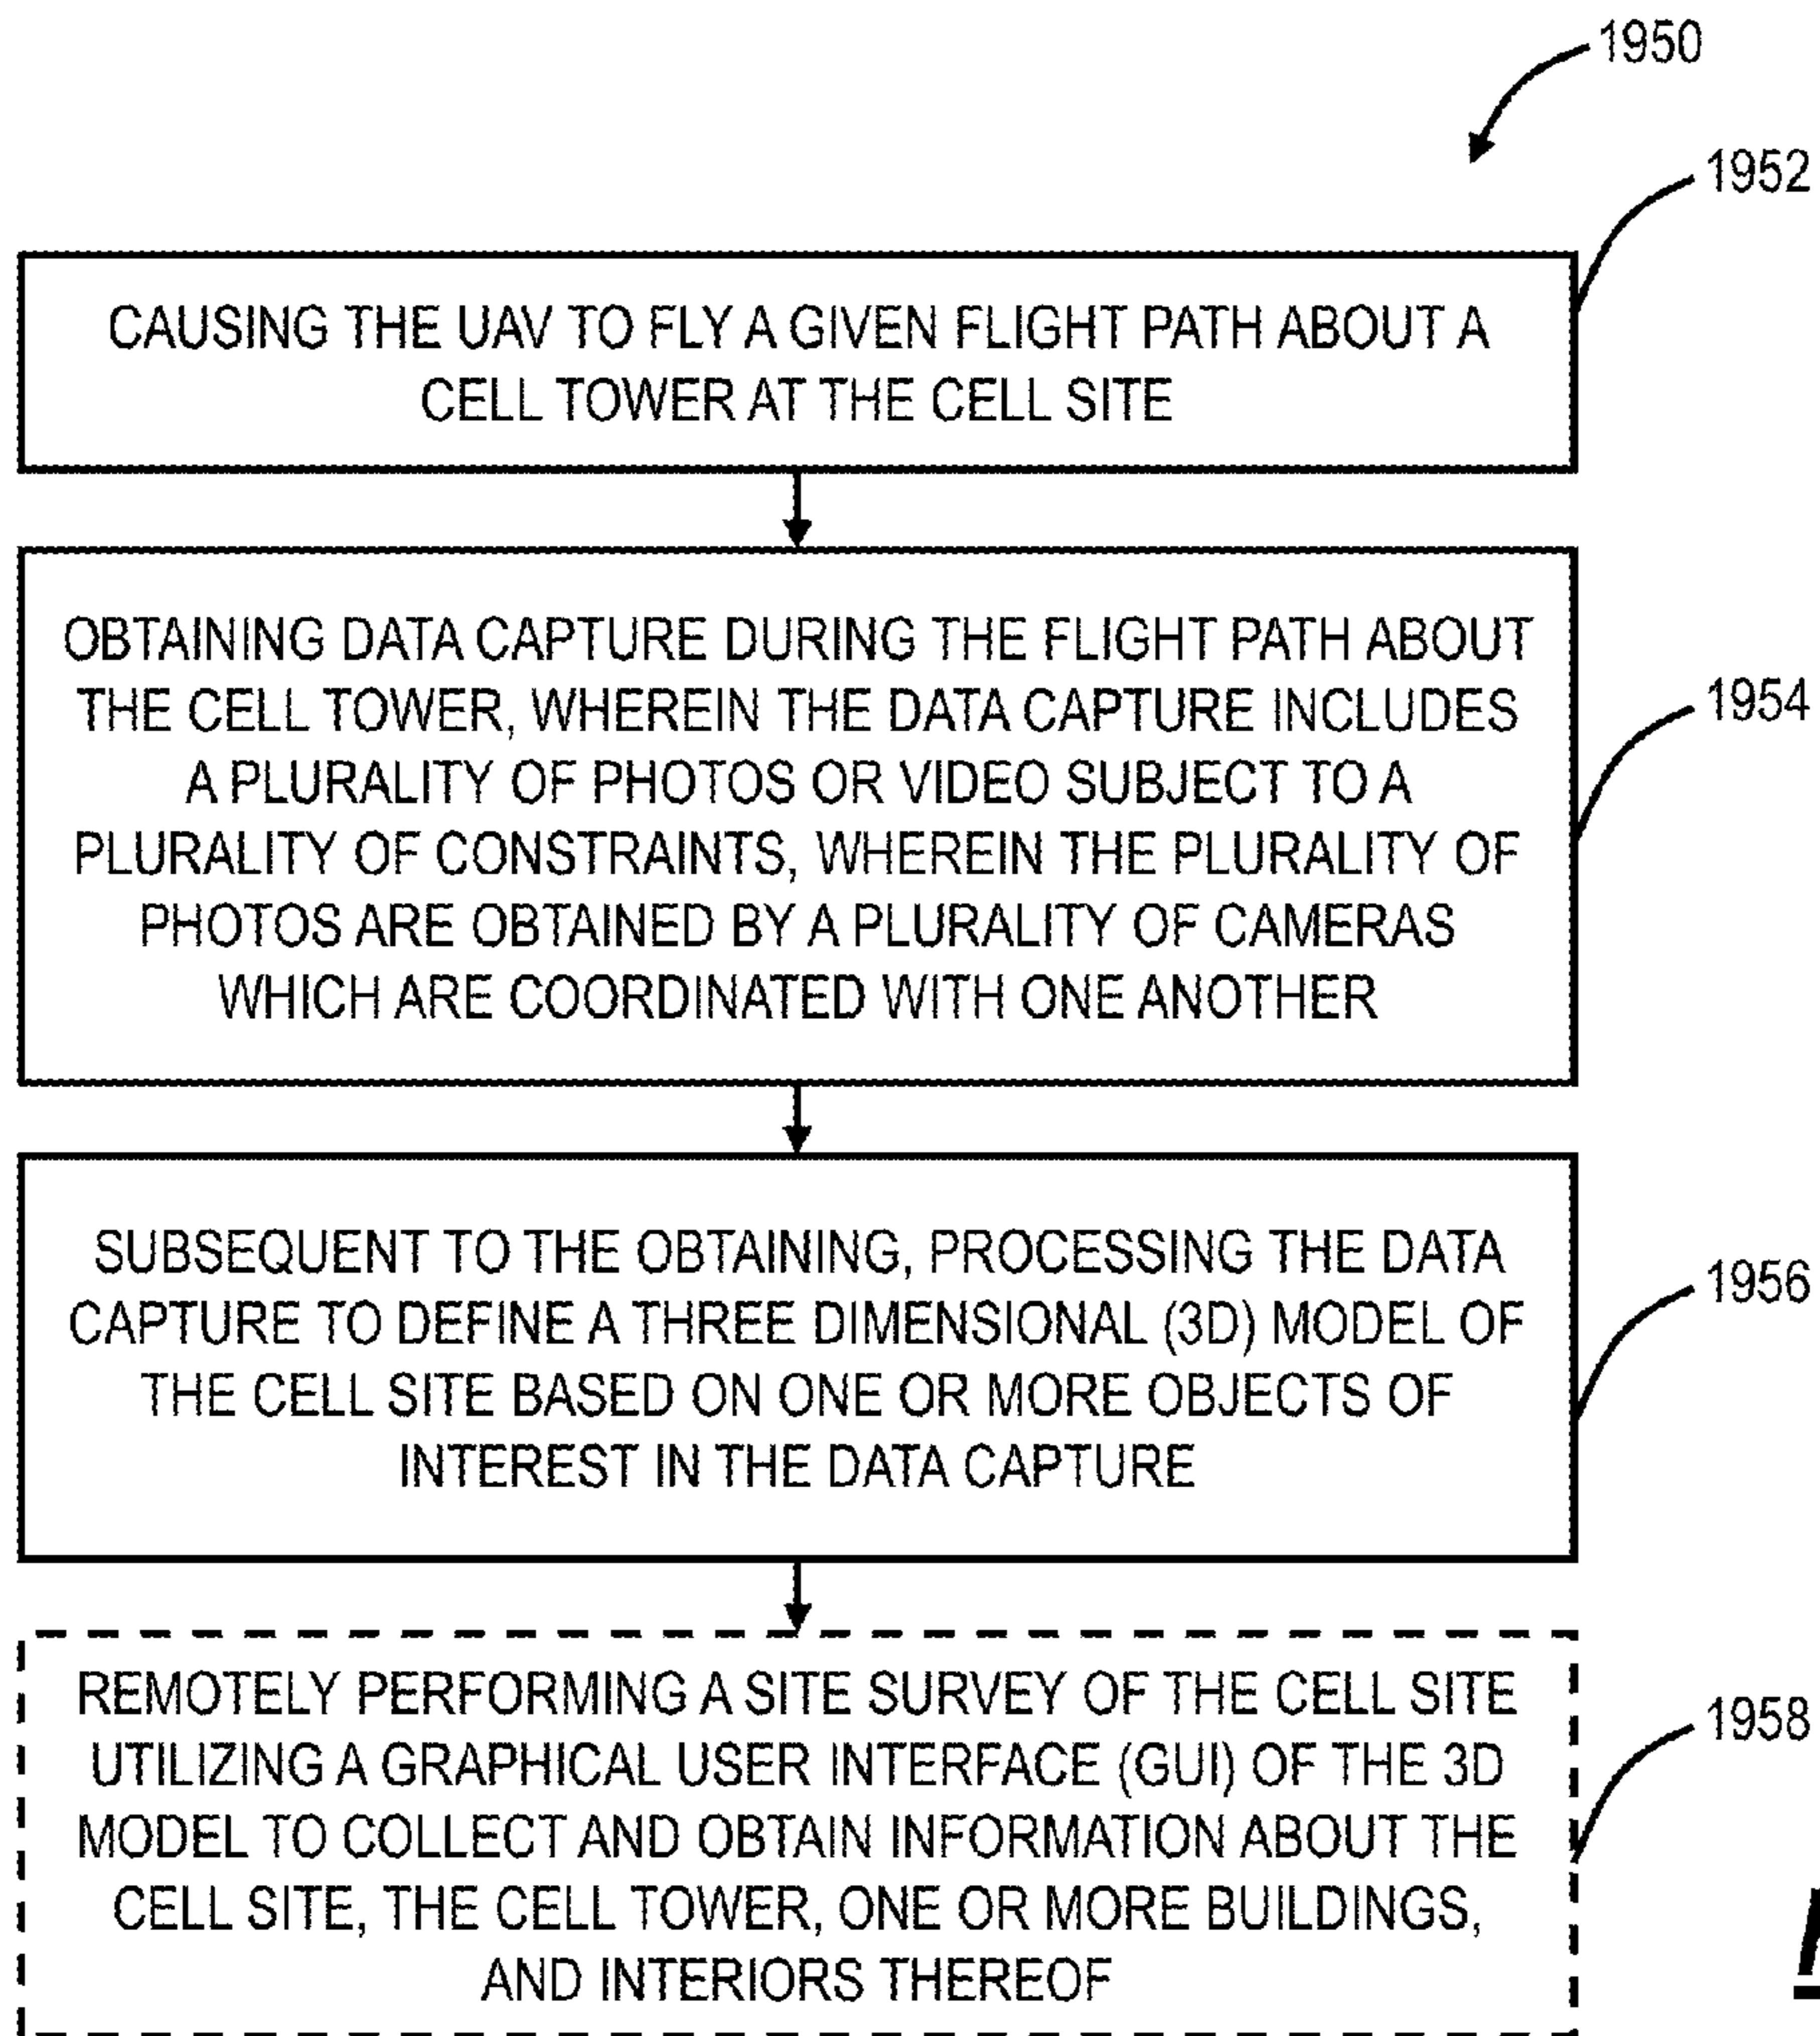 1950
1952
CAUSING THE UAV TO FLY A GIVEN FLIGHT PATH ABOUT A
CELL TOWER AT THE CELL SITE
OBTAINING DATA CAPTURE DURING THE FLIGHT PATH ABOUT
THE CELL TOWER, WHEREIN THE DATA CAPTURE INCLUDES
A PLURALITY OF PHOTOS OR VIDEO SUBJECT TO A
PLURALITY OF CONSTRAINTS, WHEREIN THE PLURALITY OF
PHOTOS ARE OBTAINED BY A PLURALITY OF CAMERAS
WHICH ARE COORDINATED WITH ONE ANOTHER
1954
SUBSEQUENT TO THE OBTAINING, PROCESSING THE DATA
CAPTURE TO DEFINE A THREE DIMENSIONAL (3D) MODEL OF
THE CELL SITE BASED ON ONE OR MORE OBJECTS OF
INTEREST IN THE DATA CAPTURE
1956
REMOTELY PERFORMING A SITE SURVEY OF THE CELL SITE
UTILIZING A GRAPHICAL USER INTERFACE (GUI) OF THE 3D
MODEL TO COLLECT AND OBTAIN INFORMATION ABOUT THE
CELL SITE, THE CELL TOWER, ONE OR MORE BUILDINGS,
AND INTERIORS THEREOF
1958